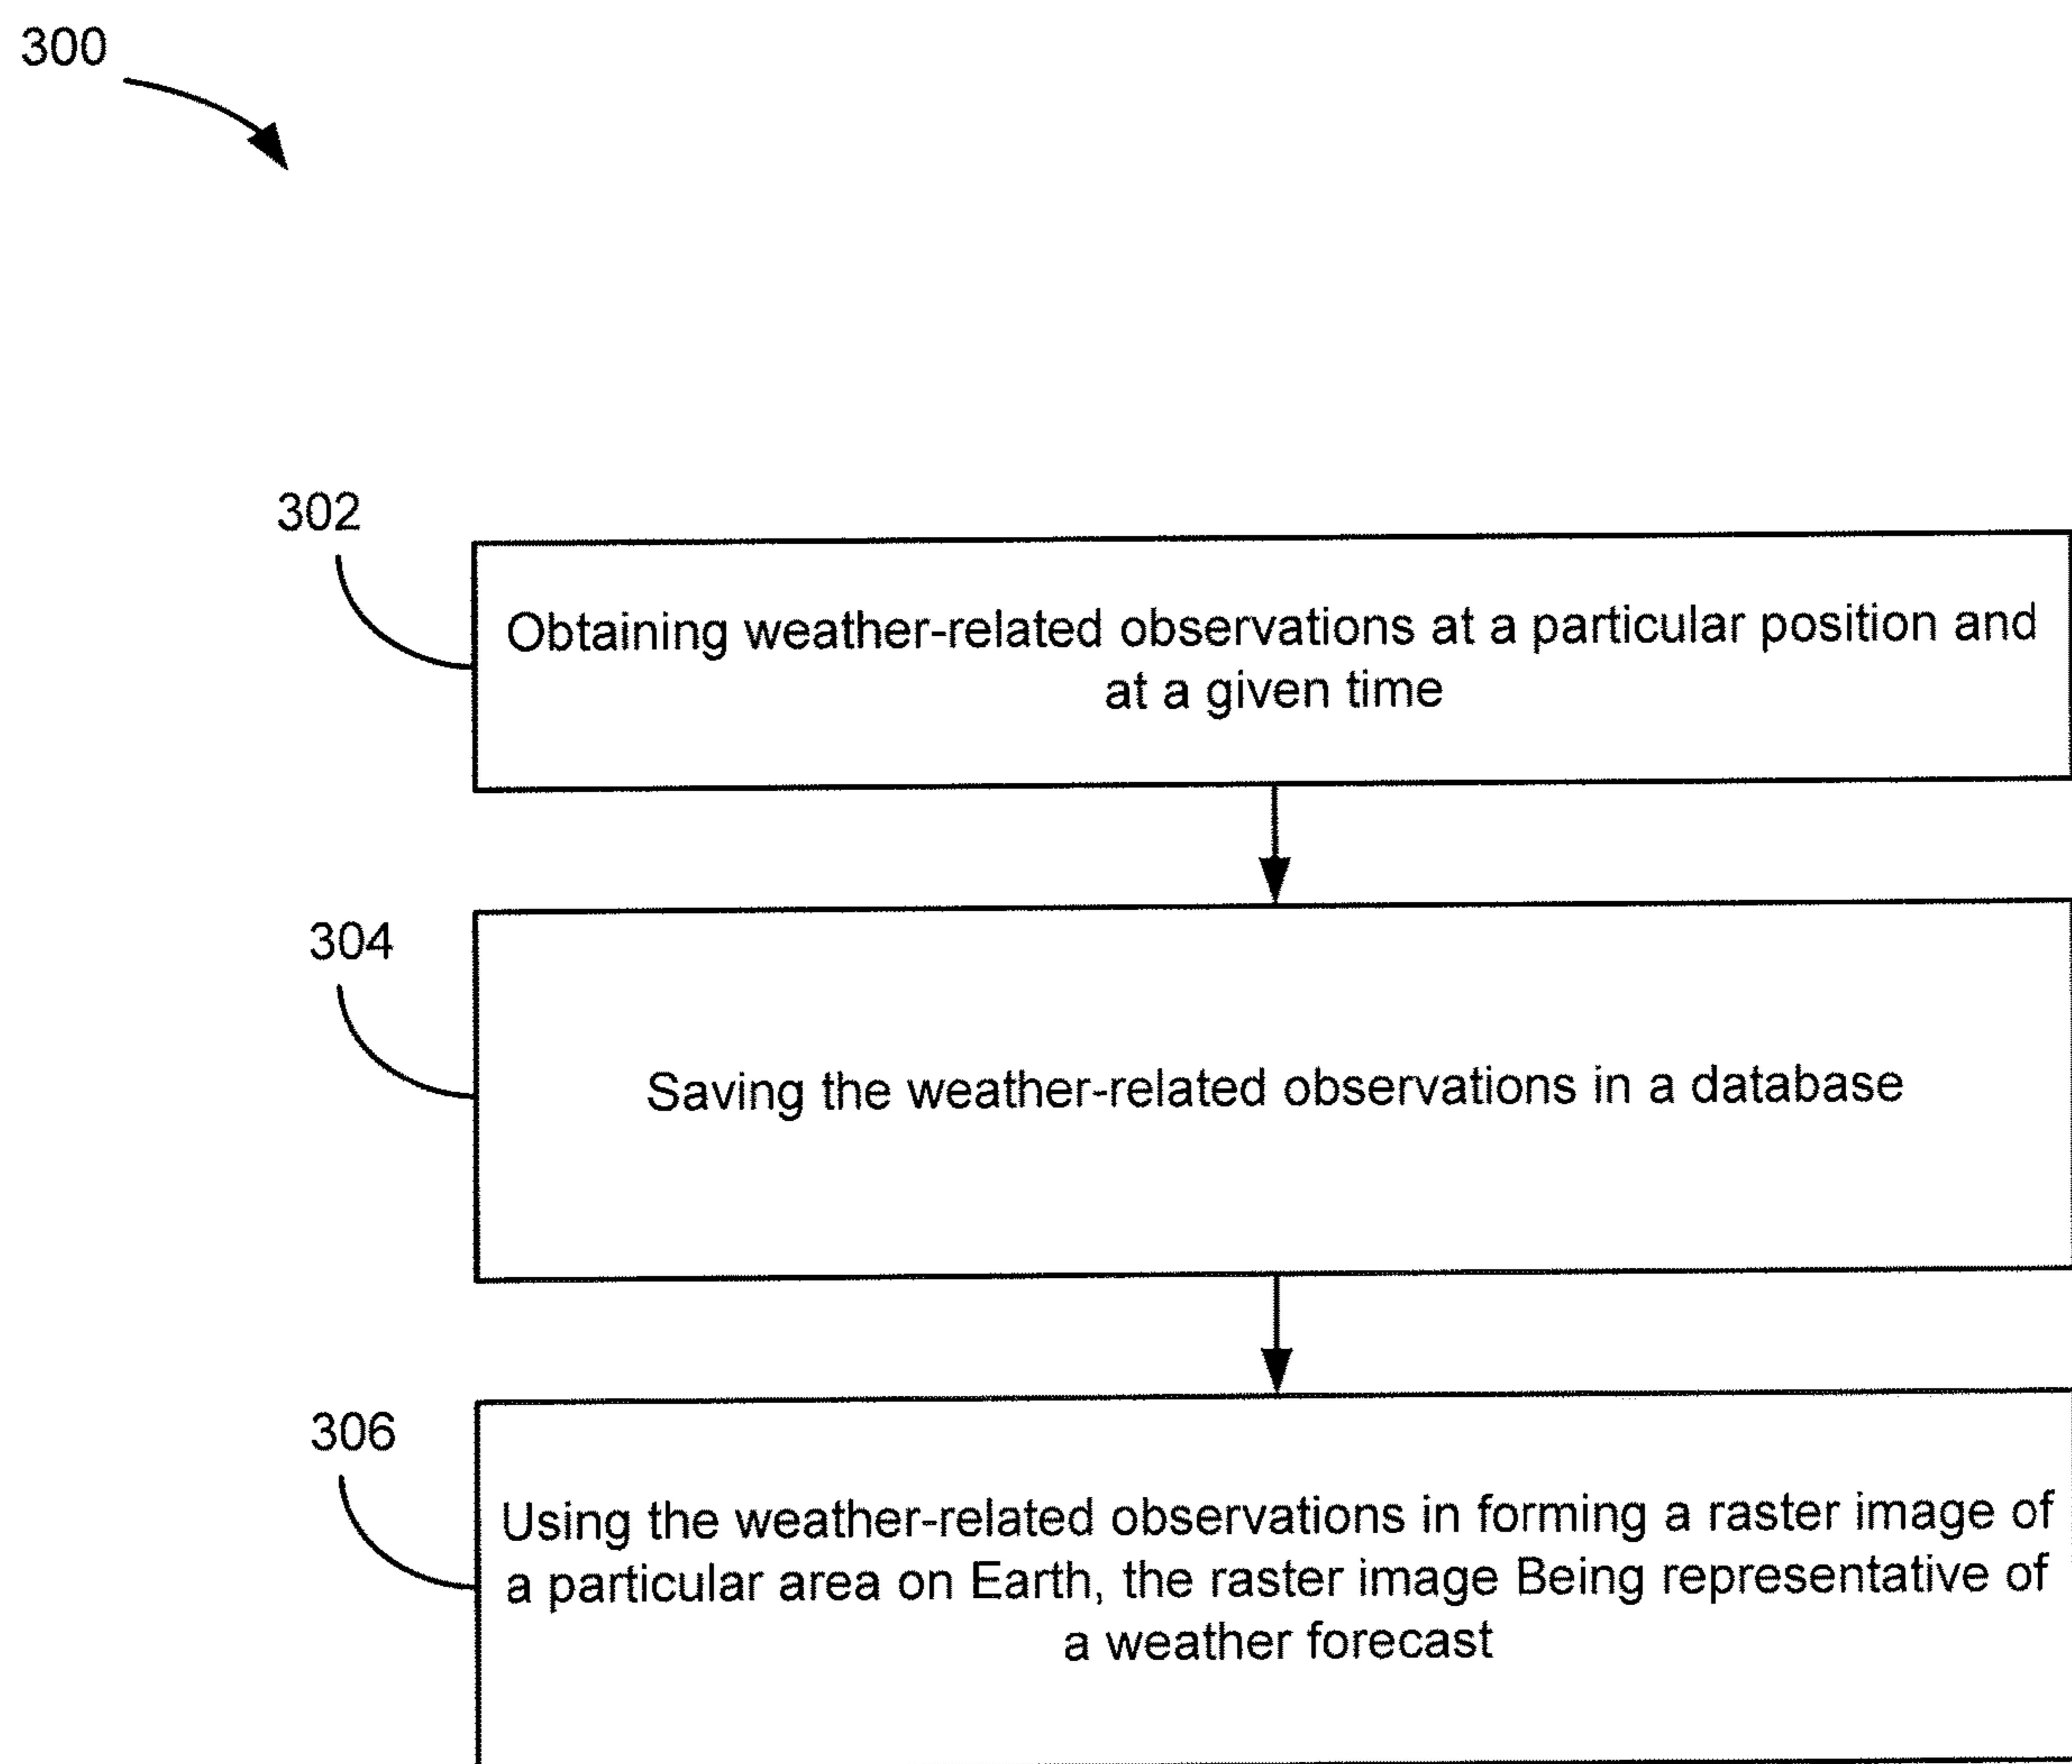 300
302
Obtaining weather-related observations at a particular position and
at a given time
304
Saving the weather-related observations in a database
306
Using the weather-related observations in forming a raster image of
a particular area on Earth, the raster image Being representative of
a weather forecast